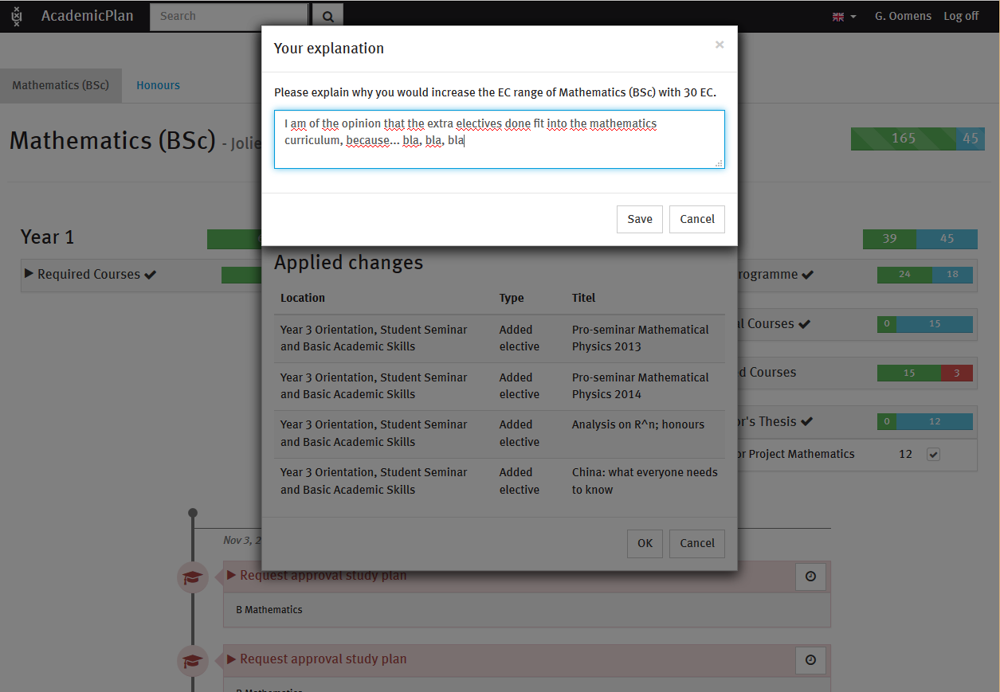 AcademicPlan
Search
G. Oomens
Log off
Mathematics (BSc)
Honours
Your explanation
×
Please explain why you would increase the EC range of Mathematics (BSc) with 30 EC.
I am of the opinion that the extra electives done fit into the mathematics
curriculum, because... bla, bla, bla
Save
Cancel
Mathematics (BSc) - Jolie
165
45
Year 1
39
45
Required Courses
rogramme
24
18
al Courses
0
15
d Courses
15
3
or's Thesis
0
12
or Project Mathematics
12
Applied changes
Location
Type
Titel
Year 3 Orientation, Student Seminar
and Basic Academic Skills
Added
elective
Pro-seminar Mathematical
Physics 2013
Year 3 Orientation, Student Seminar
and Basic Academic Skills
Added
elective
Pro-seminar Mathematical
Physics 2014
Year 3 Orientation, Student Seminar
and Basic Academic Skills
Added
elective
Analysis on R^n; honours
Year 3 Orientation, Student Seminar
and Basic Academic Skills
Added
elective
China: what everyone needs
to know
OK
Cancel
Nov 3, 2
Request approval study plan
B Mathematics
Request approval study plan
B Mathematics